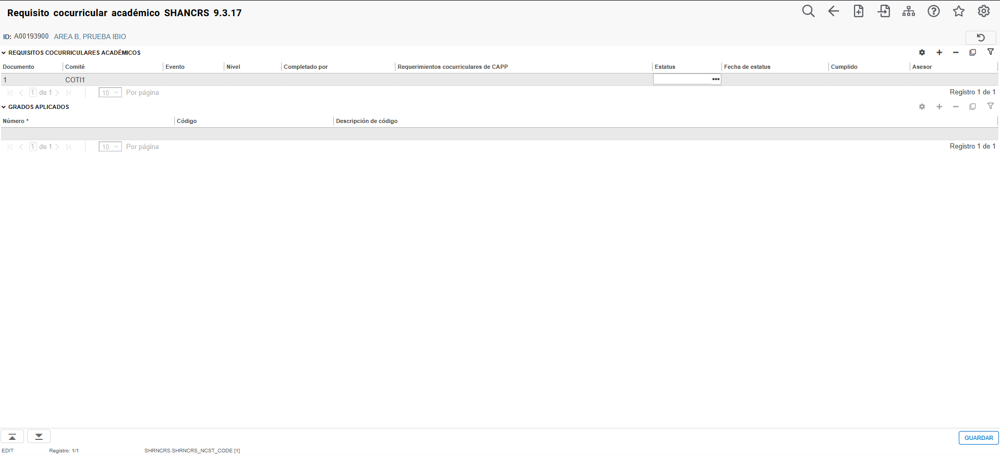 Requisito cocurricular académico SHANCRS 9.3.17
ID: A00193900 AREA B, PRUEBA IBIO
REQUISITOS COCURRICULARES ACADÉMICOS
Documento Comité Evento Nivel Completado por Requerimientos cocurriculares de CAPP Estatus Fecha de estatus Cumplido Asesor
1 COTI1
1 de 1 10 Por página Registro 1 de 1
GRADOS APLICADOS
Número * Código Descripción de código
1 de 1 10 Por página Registro 1 de 1
GUARDAR
EDIT Registro: 1/1 SHRNCRS.SHRNCRS_NCST_CODE [1]